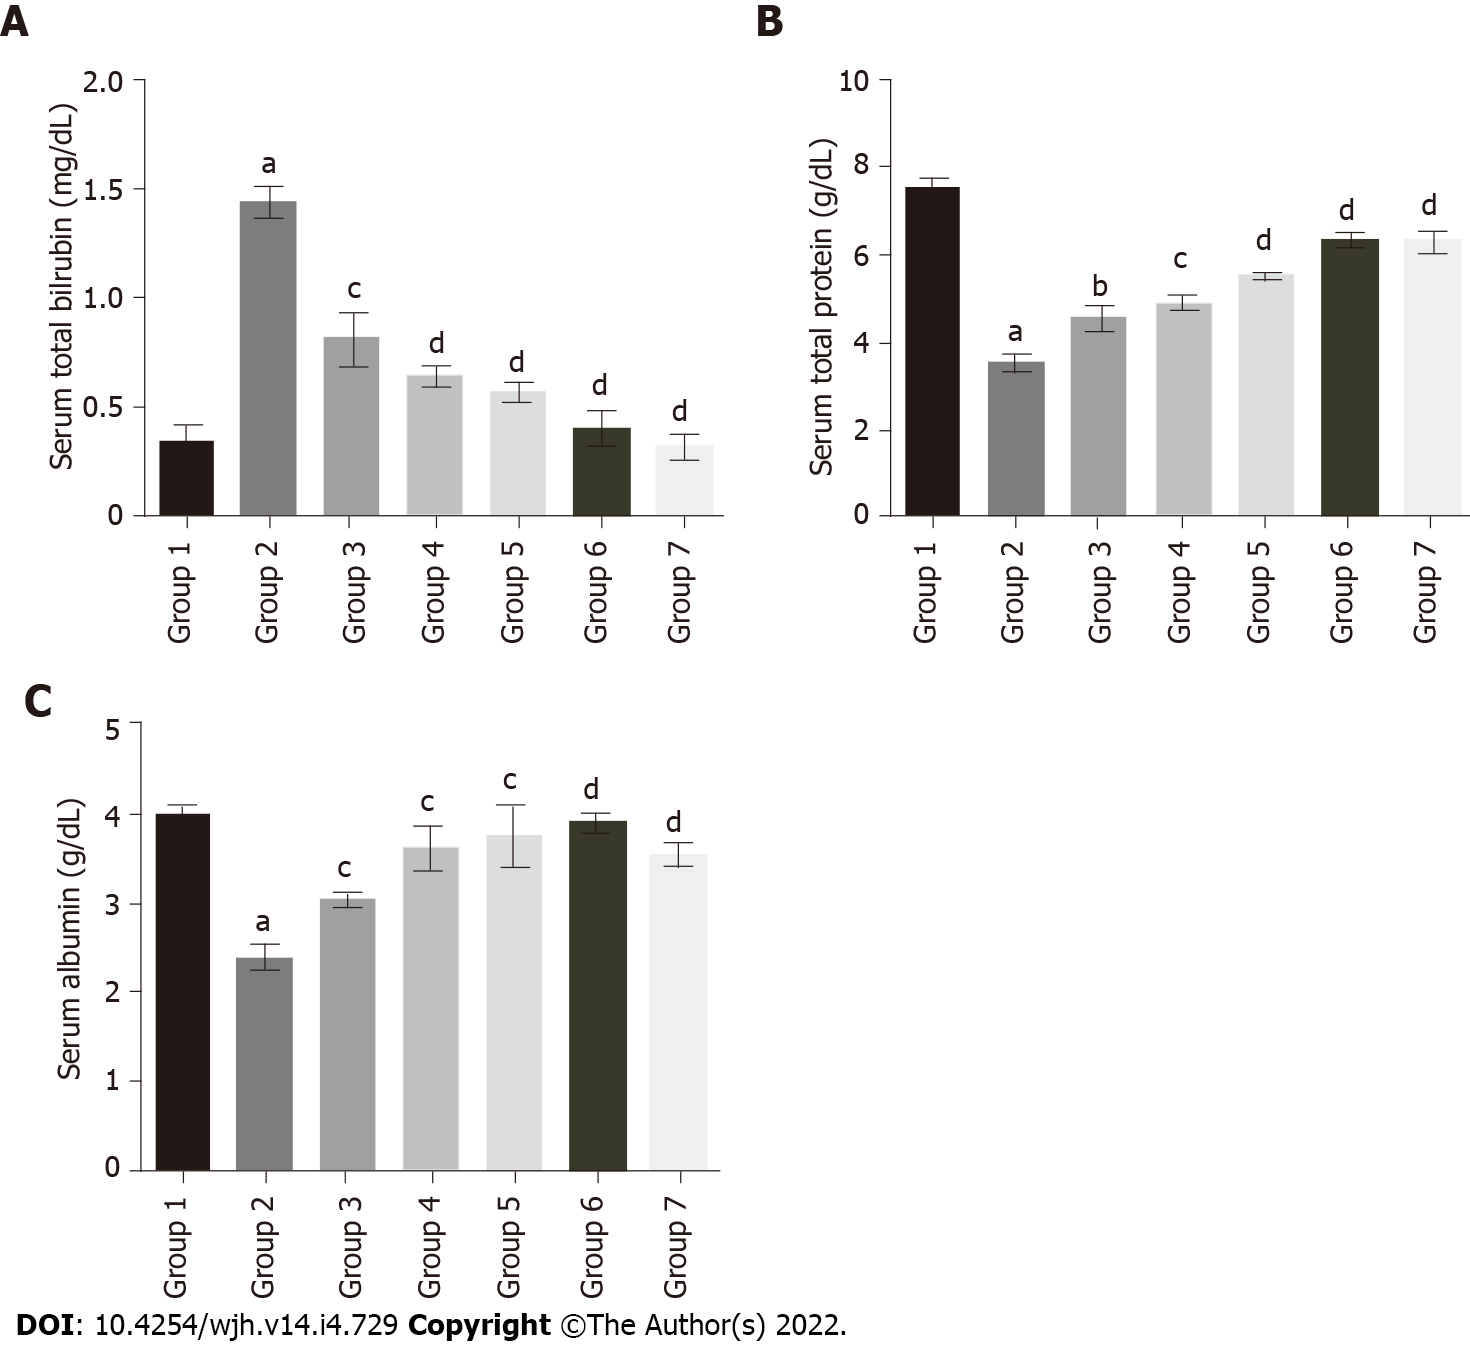 A
Serum total bilrubin (mg/dL)
2.0
1.5
1.0
0.5
0
a
c
d
d
d
d
Group 1
Group 2
Group 3
Group 4
Group 5
Group 6
Group 7
B
Serum total protein (g/dL)
10
8
6
4
2
0
a
b
c
d
d
d
Group 1
Group 2
Group 3
Group 4
Group 5
Group 6
Group 7
C
Serum albumin (g/dL)
5
4
3
2
1
0
a
c
c
c
d
d
Group 1
Group 2
Group 3
Group 4
Group 5
Group 6
Group 7
DOI: 10.4254/wjh.v14.i4.729 Copyright ©The Author(s) 2022.